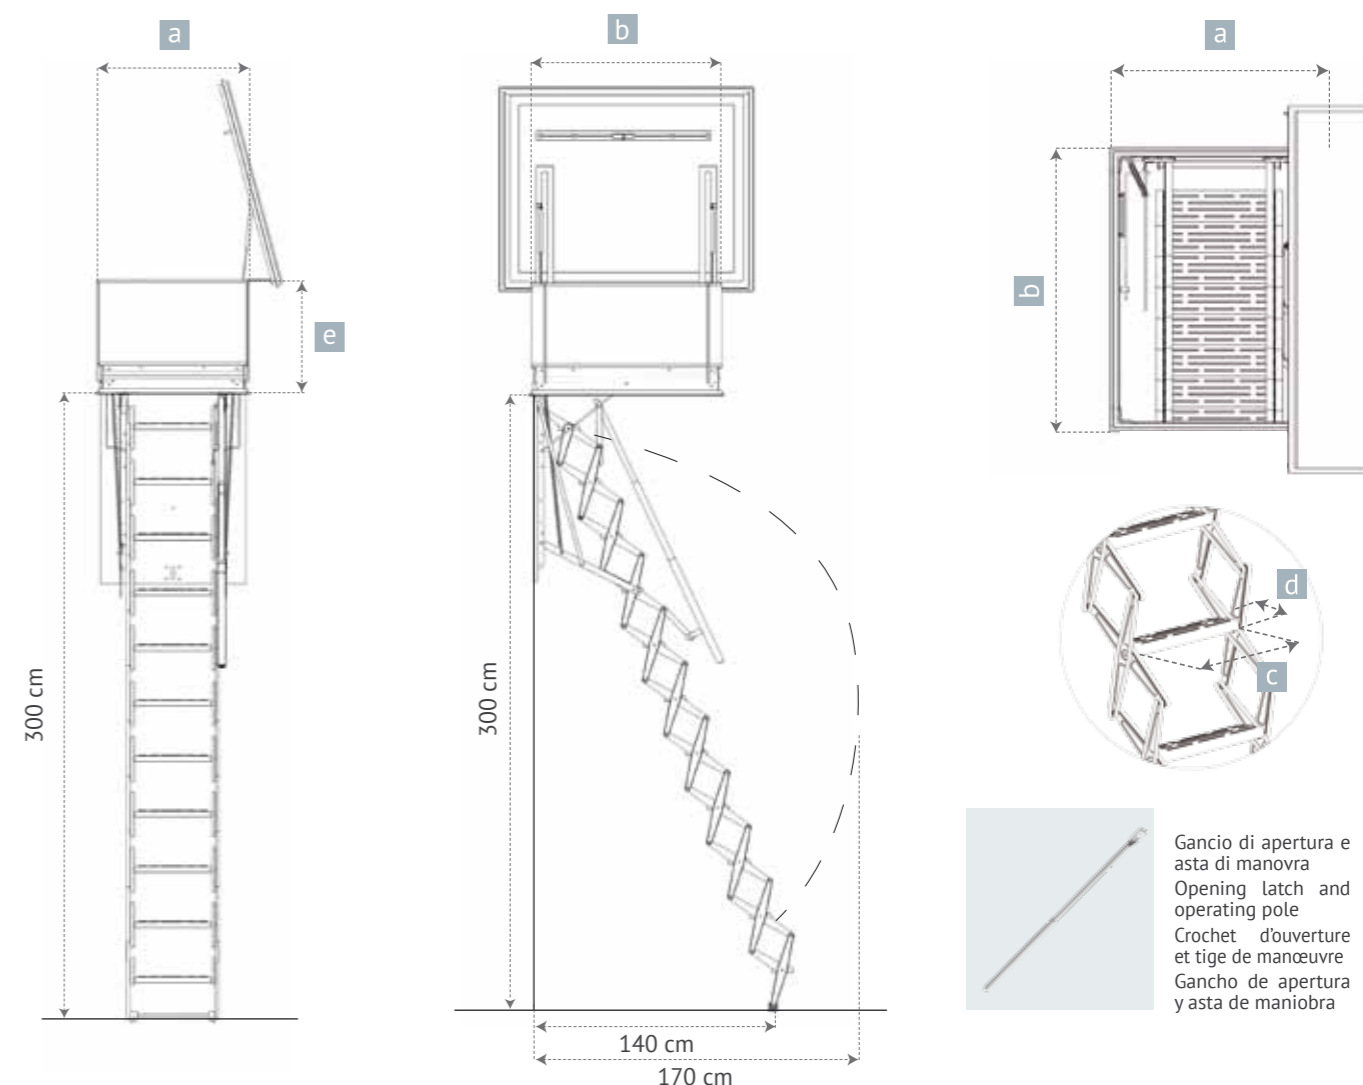 a
b
a
e
b
d
c
300 cm
300 cm
140 cm
170 cm
Gancio di apertura e
asta di manovra
Opening latch and
operating pole
Crochet d'ouverture
et tige de manœuvre
Gancho de apertura
y asta de maniobra